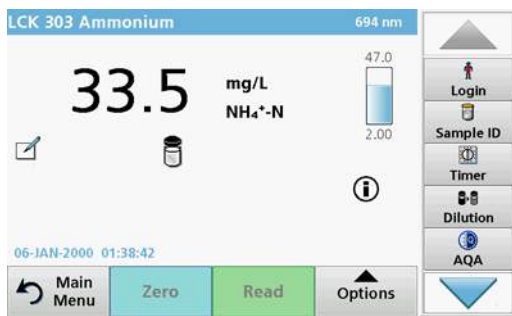 LCK 303 Ammonium 694 nm
47.0
33.5 mg/L
NH₄⁺-N
2.00
06-JAN-2000 01:38:42
Main Menu
Zero
Read
Options
Login
Sample ID
Timer
Dilution
AQA